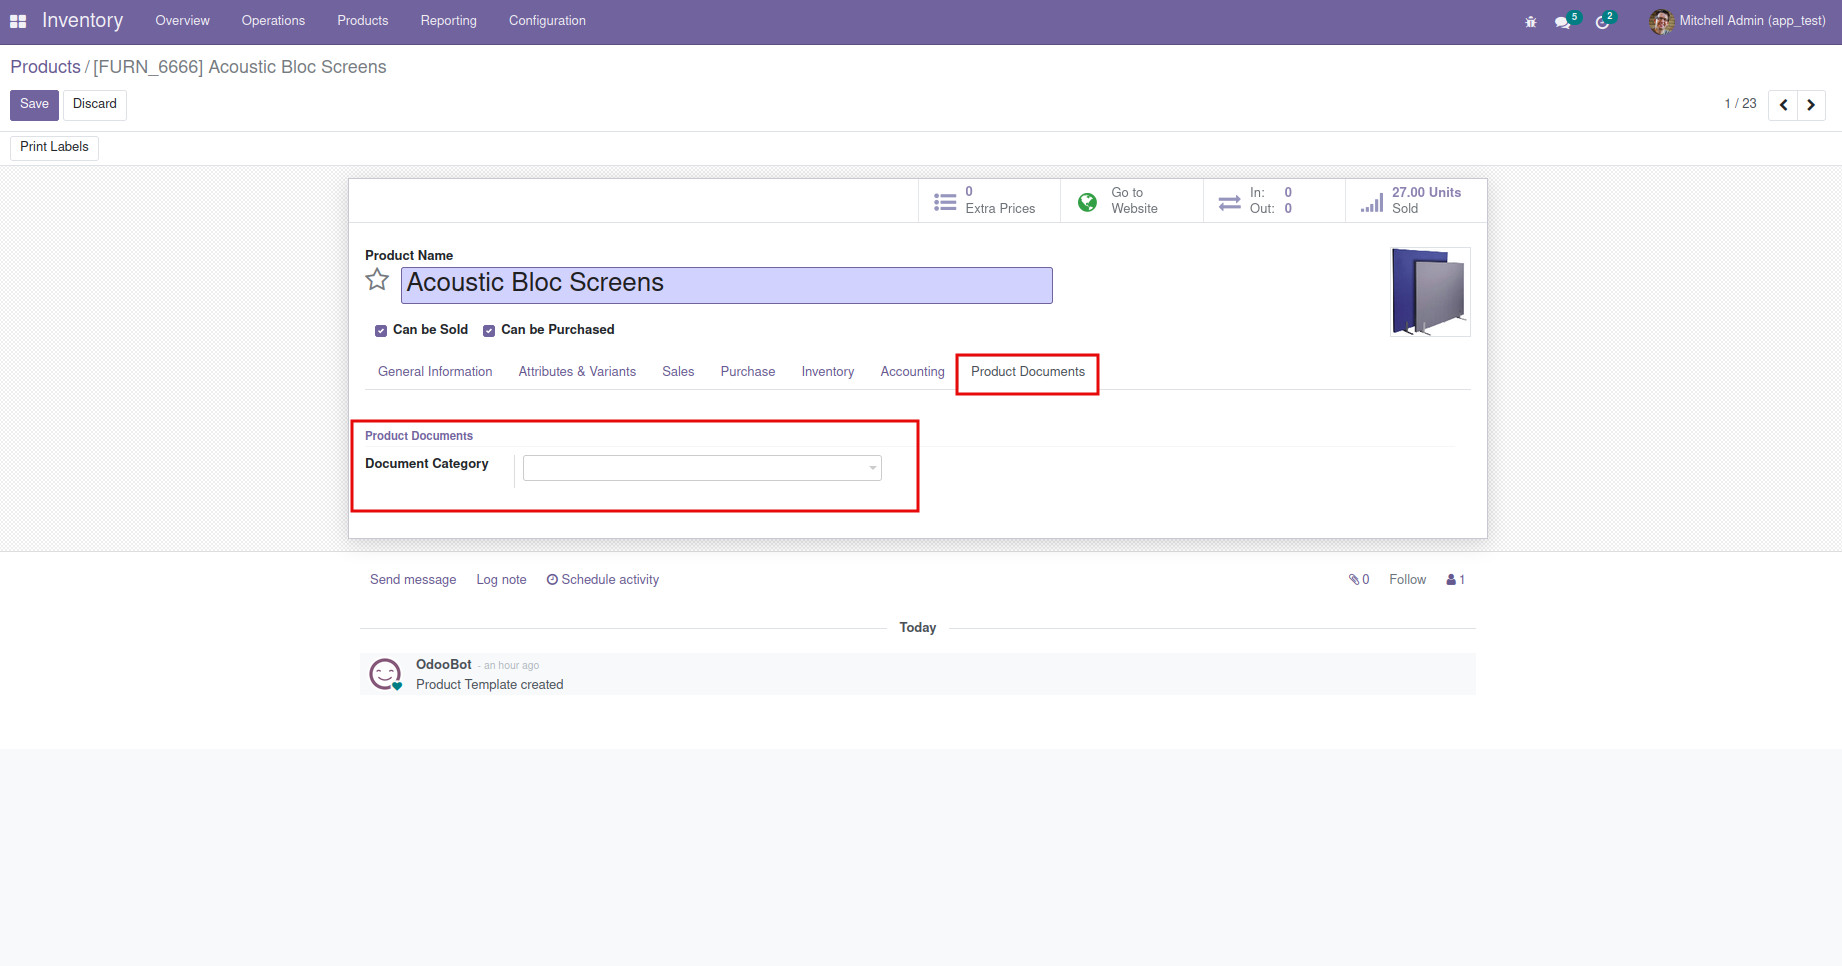 Inventory Overview Operations Products Reporting Configuration 5 2 Mitchell Admin (app_test)
Products / [FURN_6666] Acoustic Bloc Screens
Save Discard 1 / 23
Print Labels
0 Extra Prices
Go to Website
In: 0
Out: 0
27.00 Units
Sold
Product Name
Acoustic Bloc Screens
Can be Sold Can be Purchased
General Information Attributes & Variants Sales Purchase Inventory Accounting Product Documents
Product Documents
Document Category
Send message Log note Schedule activity 0 Follow 1
Today
OdooBot - an hour ago
Product Template created